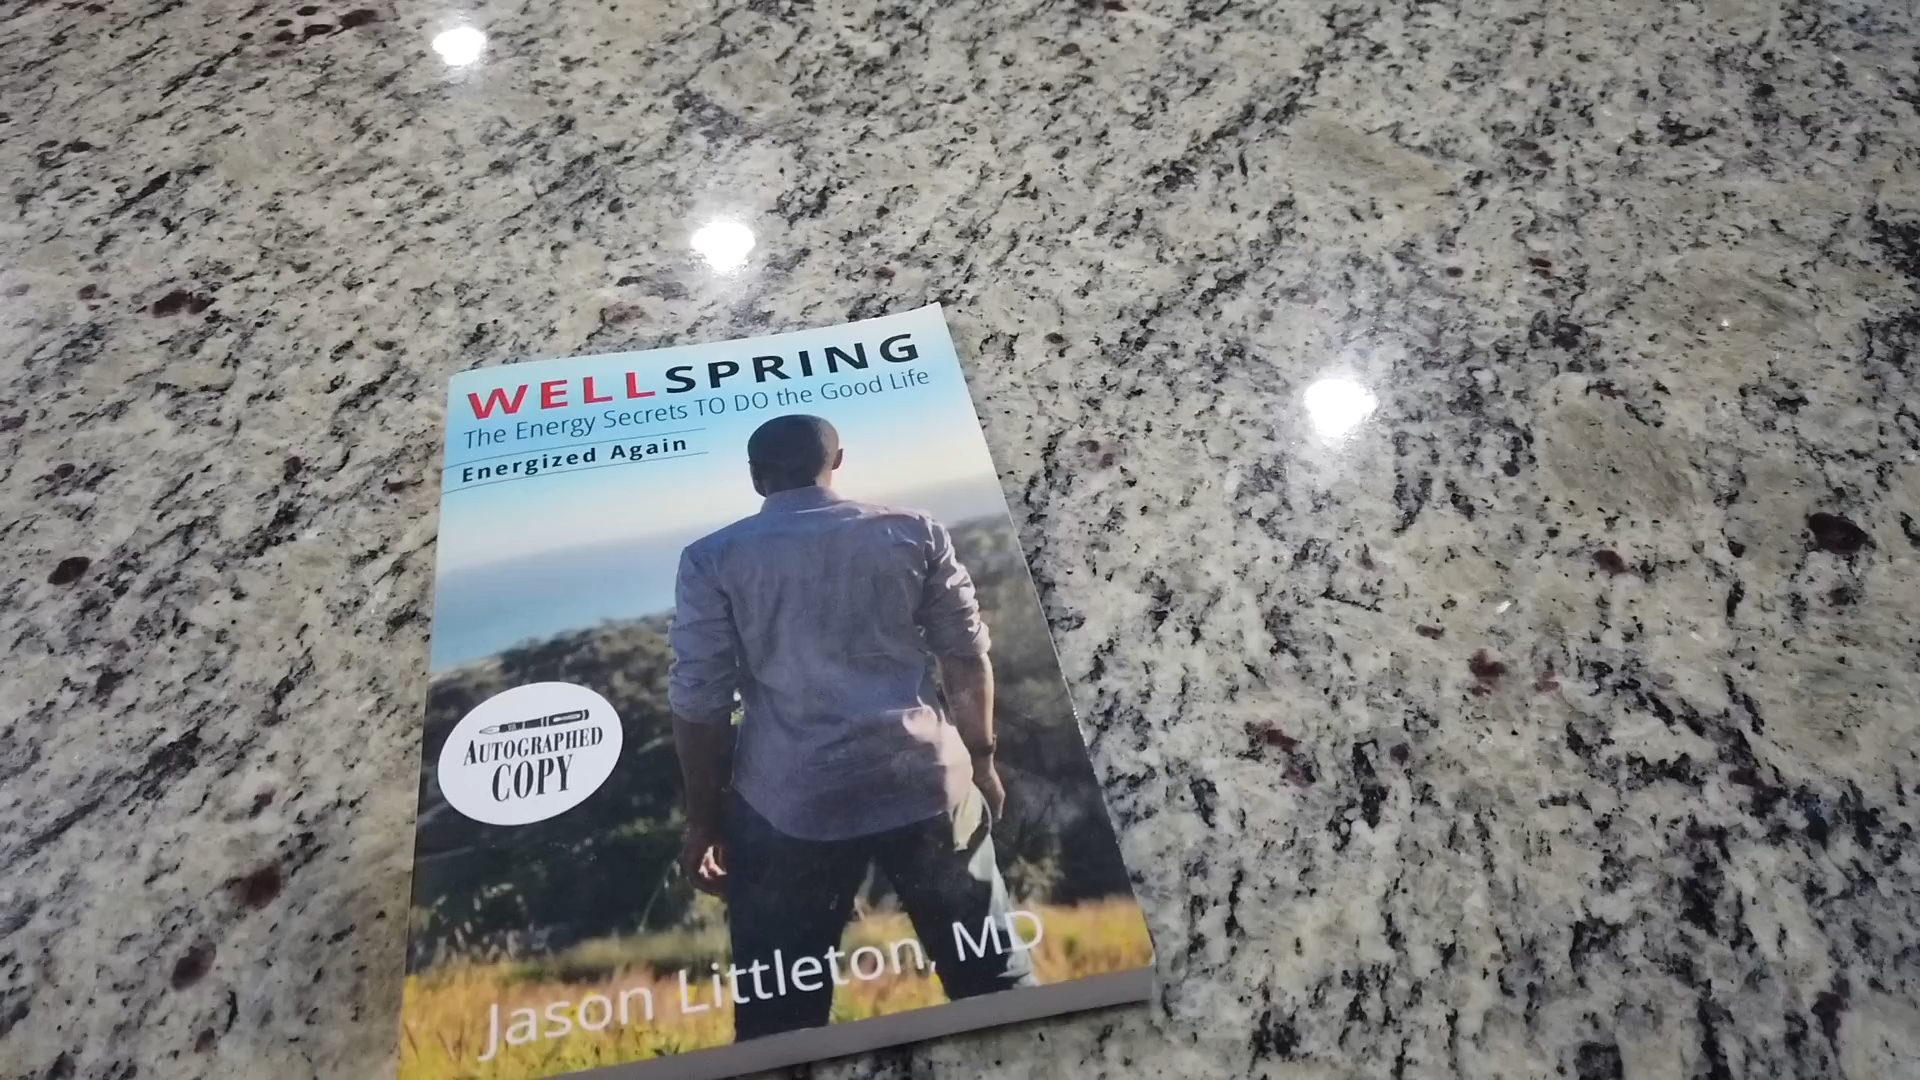 WELLSPRING
The Energy Secrets TO DO the Good Life
Energized Again
AUTOGRAPHED
COPY
Jason Littleton, MD